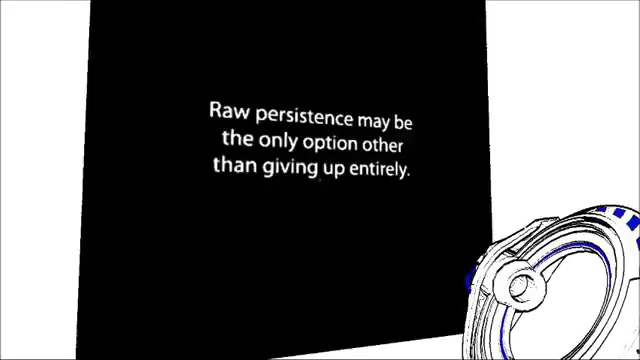 Raw persistence may be
the only option other
than giving up entirely.